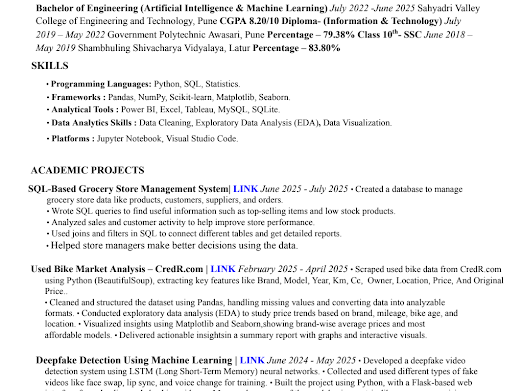 Bachelor of Engineering (Artificial Intelligence & Machine Learning) July 2022 -June 2025 Sahyadri Valley
College of Engineering and Technology, Pune CGPA 8.20/10 Diploma- (Information & Technology) July
2019 – May 2022 Government Polytechnic Awasari, Pune Percentage – 79.38% Class 10th- SSC June 2018 –
May 2019 Shambhuling Shivacharya Vidyalaya, Latur Percentage – 83.80%
SKILLS
• Programming Languages: Python, SQL, Statistics.
• Frameworks : Pandas, NumPy, Scikit-learn, Matplotlib, Seaborn.
• Analytical Tools : Power BI, Excel, Tableau, MySQL, SQLite.
• Data Analytics Skills : Data Cleaning, Exploratory Data Analysis (EDA), Data Visualization.
• Platforms : Jupyter Notebook, Visual Studio Code.
ACADEMIC PROJECTS
SQL-Based Grocery Store Management System| LINK June 2025 - July 2025 • Created a database to manage
grocery store data like products, customers, suppliers, and orders.
• Wrote SQL queries to find useful information such as top-selling items and low stock products.
• Analyzed sales and customer activity to help improve store performance.
• Used joins and filters in SQL to connect different tables and get detailed reports.
• Helped store managers make better decisions using the data.
Used Bike Market Analysis – CredR.com | LINK February 2025 - April 2025 • Scraped used bike data from CredR.com
using Python (BeautifulSoup), extracting key features like Brand, Model, Year, Km, Cc, Owner, Location, Price, And Original
Price..
• Cleaned and structured the dataset using Pandas, handling missing values and converting data into analyzable
formats. • Conducted exploratory data analysis (EDA) to study price trends based on brand, mileage, bike age, and
location. • Visualized insights using Matplotlib and Seaborn,showing brand-wise average prices and most
affordable models. • Delivered actionable insightsin a summary report with graphs and interactive visuals.
Deepfake Detection Using Machine Learning | LINK June 2024 - May 2025 • Developed a deepfake video
detection system using LSTM (Long Short-Term Memory) neural networks. • Collected and used different types of fake
videos like face swap, lip sync, and voice change for training. • Built the project using Python, with a Flask-based web